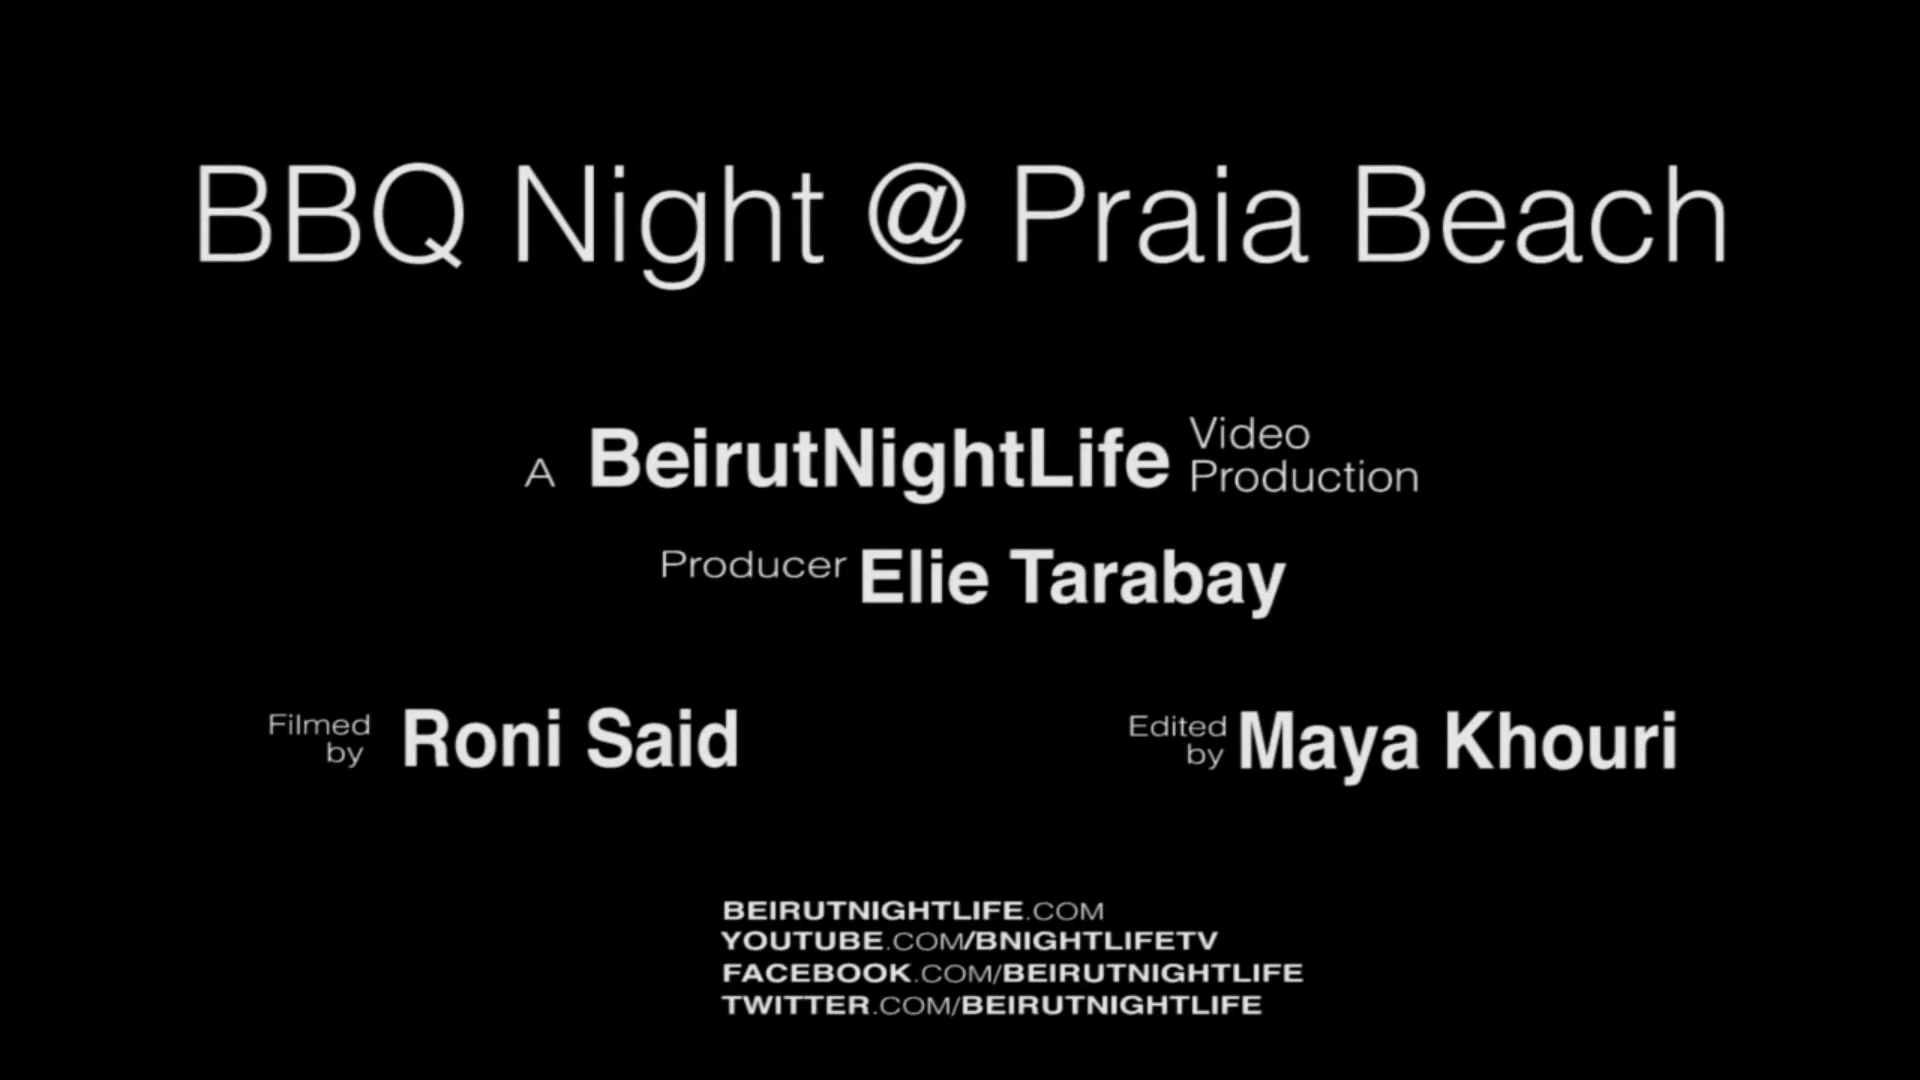 BBQ Night @ Praia Beach
A BeirutNightLife Video Production
Producer Elie Tarabay
Filmed by Roni Said
Edited by Maya Khouri
BEIRUTNIGHTLIFE.COM
YOUTUBE.COM/BNIGHTLIFETV
FACEBOOK.COM/BEIRUTNIGHTLIFE
TWITTER.COM/BEIRUTNIGHTLIFE